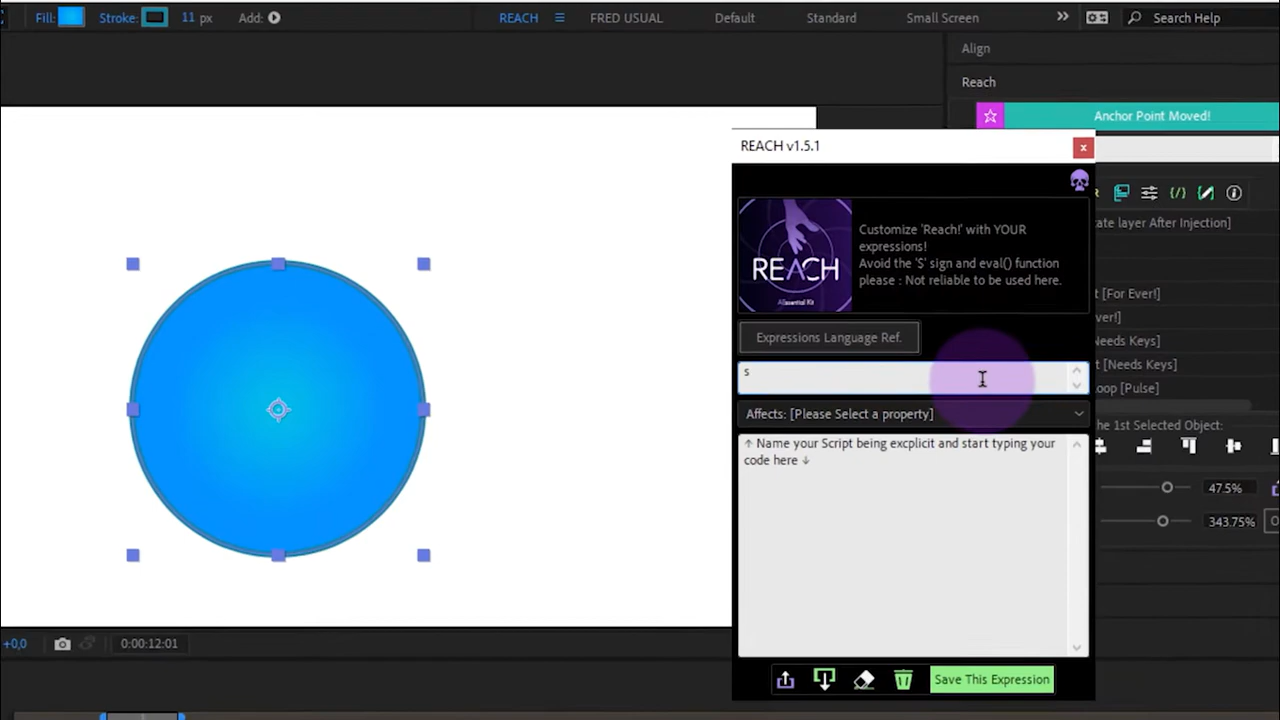 Fill:
Stroke:
11 px
Add:
REACH
FRED USUAL
Default
Standard
Small Screen
Search Help
Align
Reach
Anchor Point Moved!
REACH v1.5.1
Customize 'Reach!' with YOUR
expressions!
Avoid the '$' sign and eval() function
please : Not reliable to be used here.
REACH
Expressions Language Ref.
s
Affects: [Please Select a property]
↑ Name your Script being excplicit and start typing your
code here ↓
Save This Expression
R
ate layer After Injection]
t [For Ever!]
ver!]
Needs Keys]
t [Needs Keys]
oop [Pulse]
he 1st Selected Object:
47.5%
343.75%
+0,0
0:00:12:01